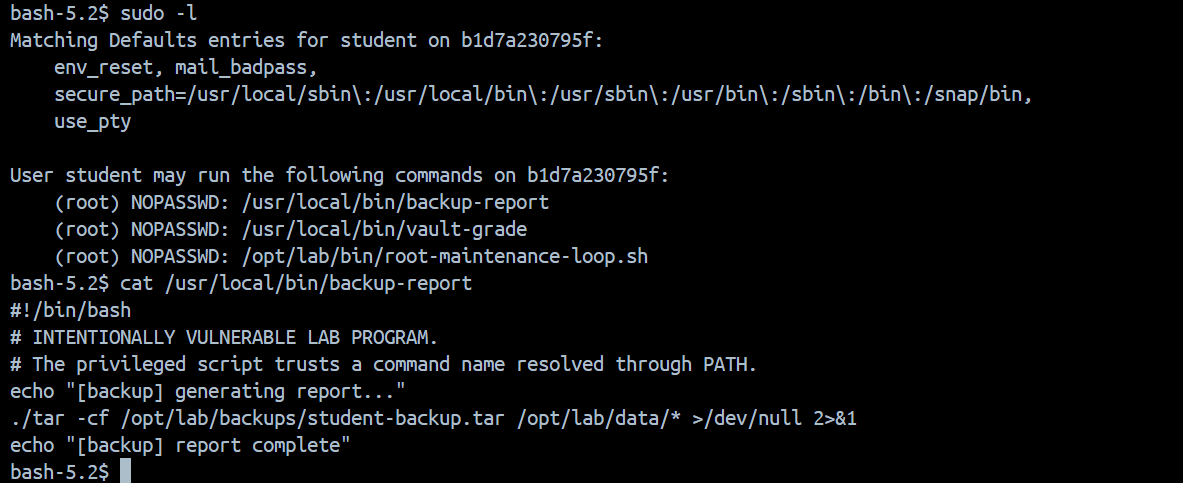 bash-5.2$ sudo -l
Matching Defaults entries for student on b1d7a230795f:
    env_reset, mail_badpass,
    secure_path=/usr/local/sbin\:/usr/local/bin\:/usr/sbin\:/usr/bin\:/sbin\:/bin\:/snap/bin,
    use_pty

User student may run the following commands on b1d7a230795f:
    (root) NOPASSWD: /usr/local/bin/backup-report
    (root) NOPASSWD: /usr/local/bin/vault-grade
    (root) NOPASSWD: /opt/lab/bin/root-maintenance-loop.sh
bash-5.2$ cat /usr/local/bin/backup-report
#!/bin/bash
# INTENTIONALLY VULNERABLE LAB PROGRAM.
# The privileged script trusts a command name resolved through PATH.
echo "[backup] generating report..."
./tar -cf /opt/lab/backups/student-backup.tar /opt/lab/data/* >/dev/null 2>&1
echo "[backup] report complete"
bash-5.2$